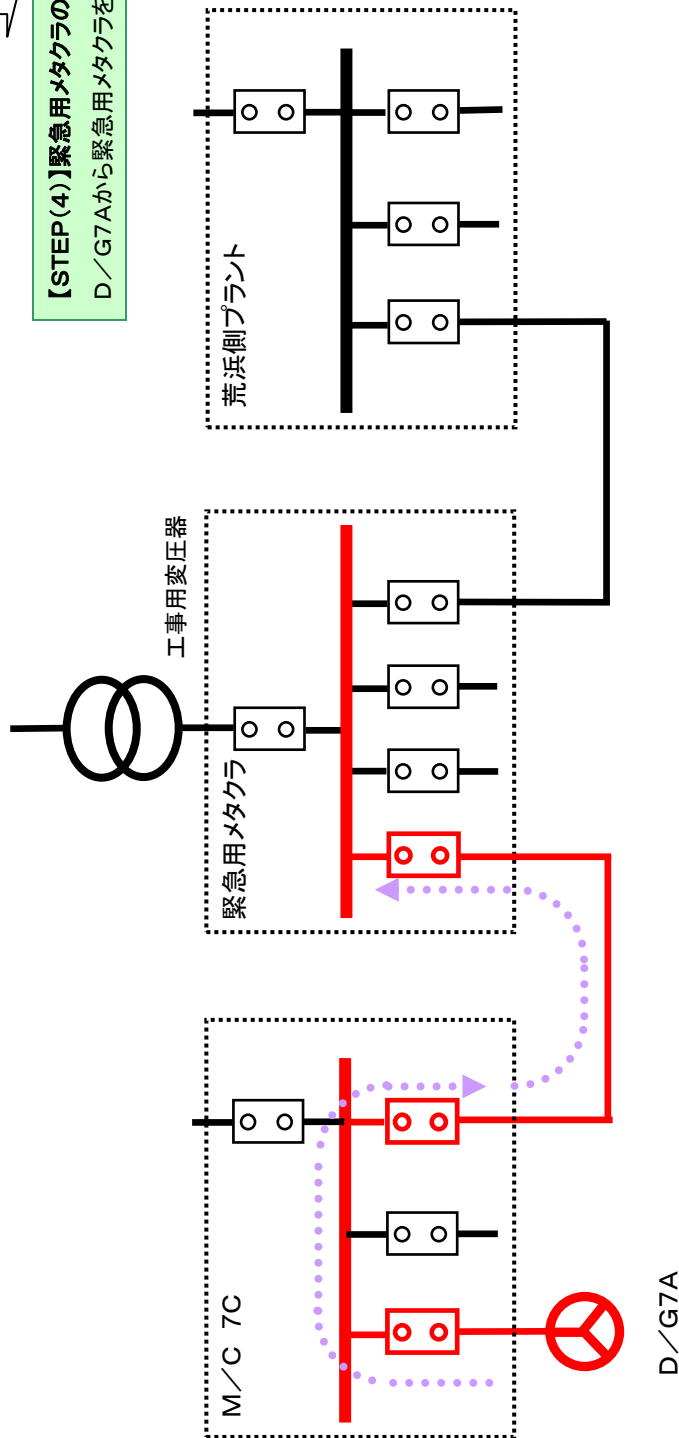 【STEP(4)】緊急用メタクラの
D／G7Aから緊急用メタクラを
荒浜側プラント
工事用変圧器
緊急用メタクラ
M／C 7C
D／G7A